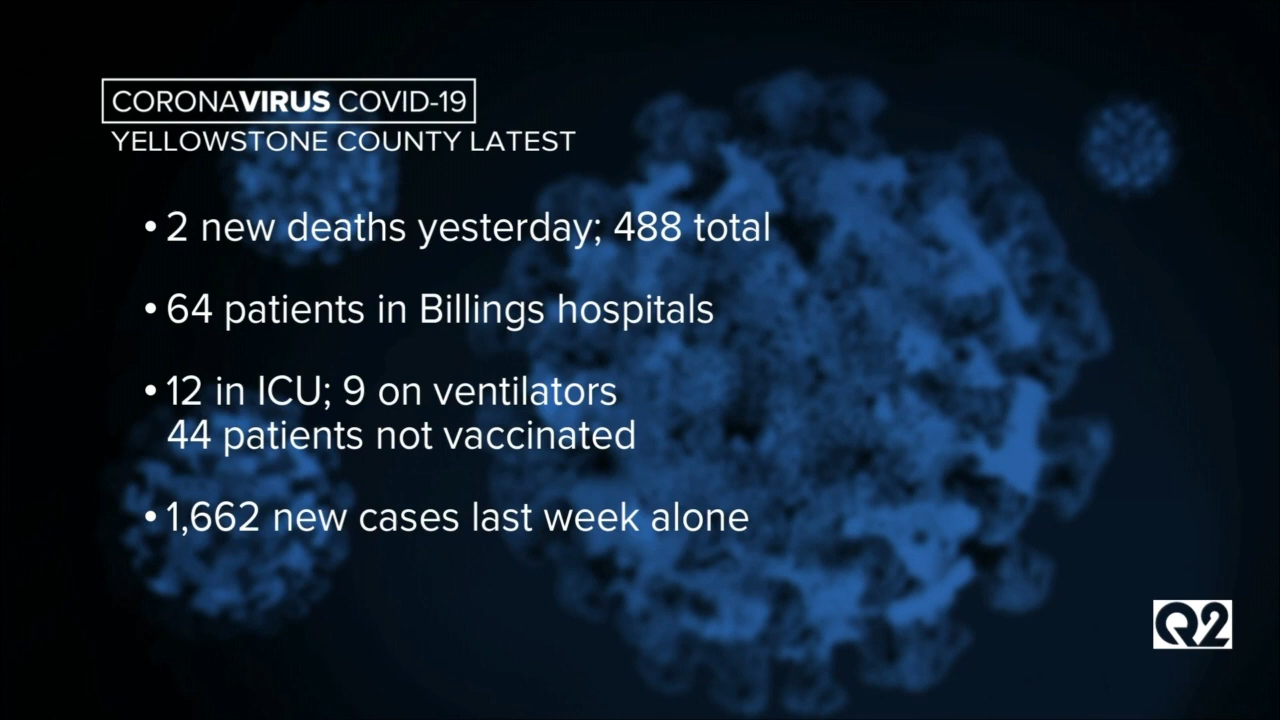 CORONAVIRUS COVID-19
YELLOWSTONE COUNTY LATEST
• 2 new deaths yesterday; 488 total
• 64 patients in Billings hospitals
• 12 in ICU; 9 on ventilators
44 patients not vaccinated
• 1,662 new cases last week alone
Q2